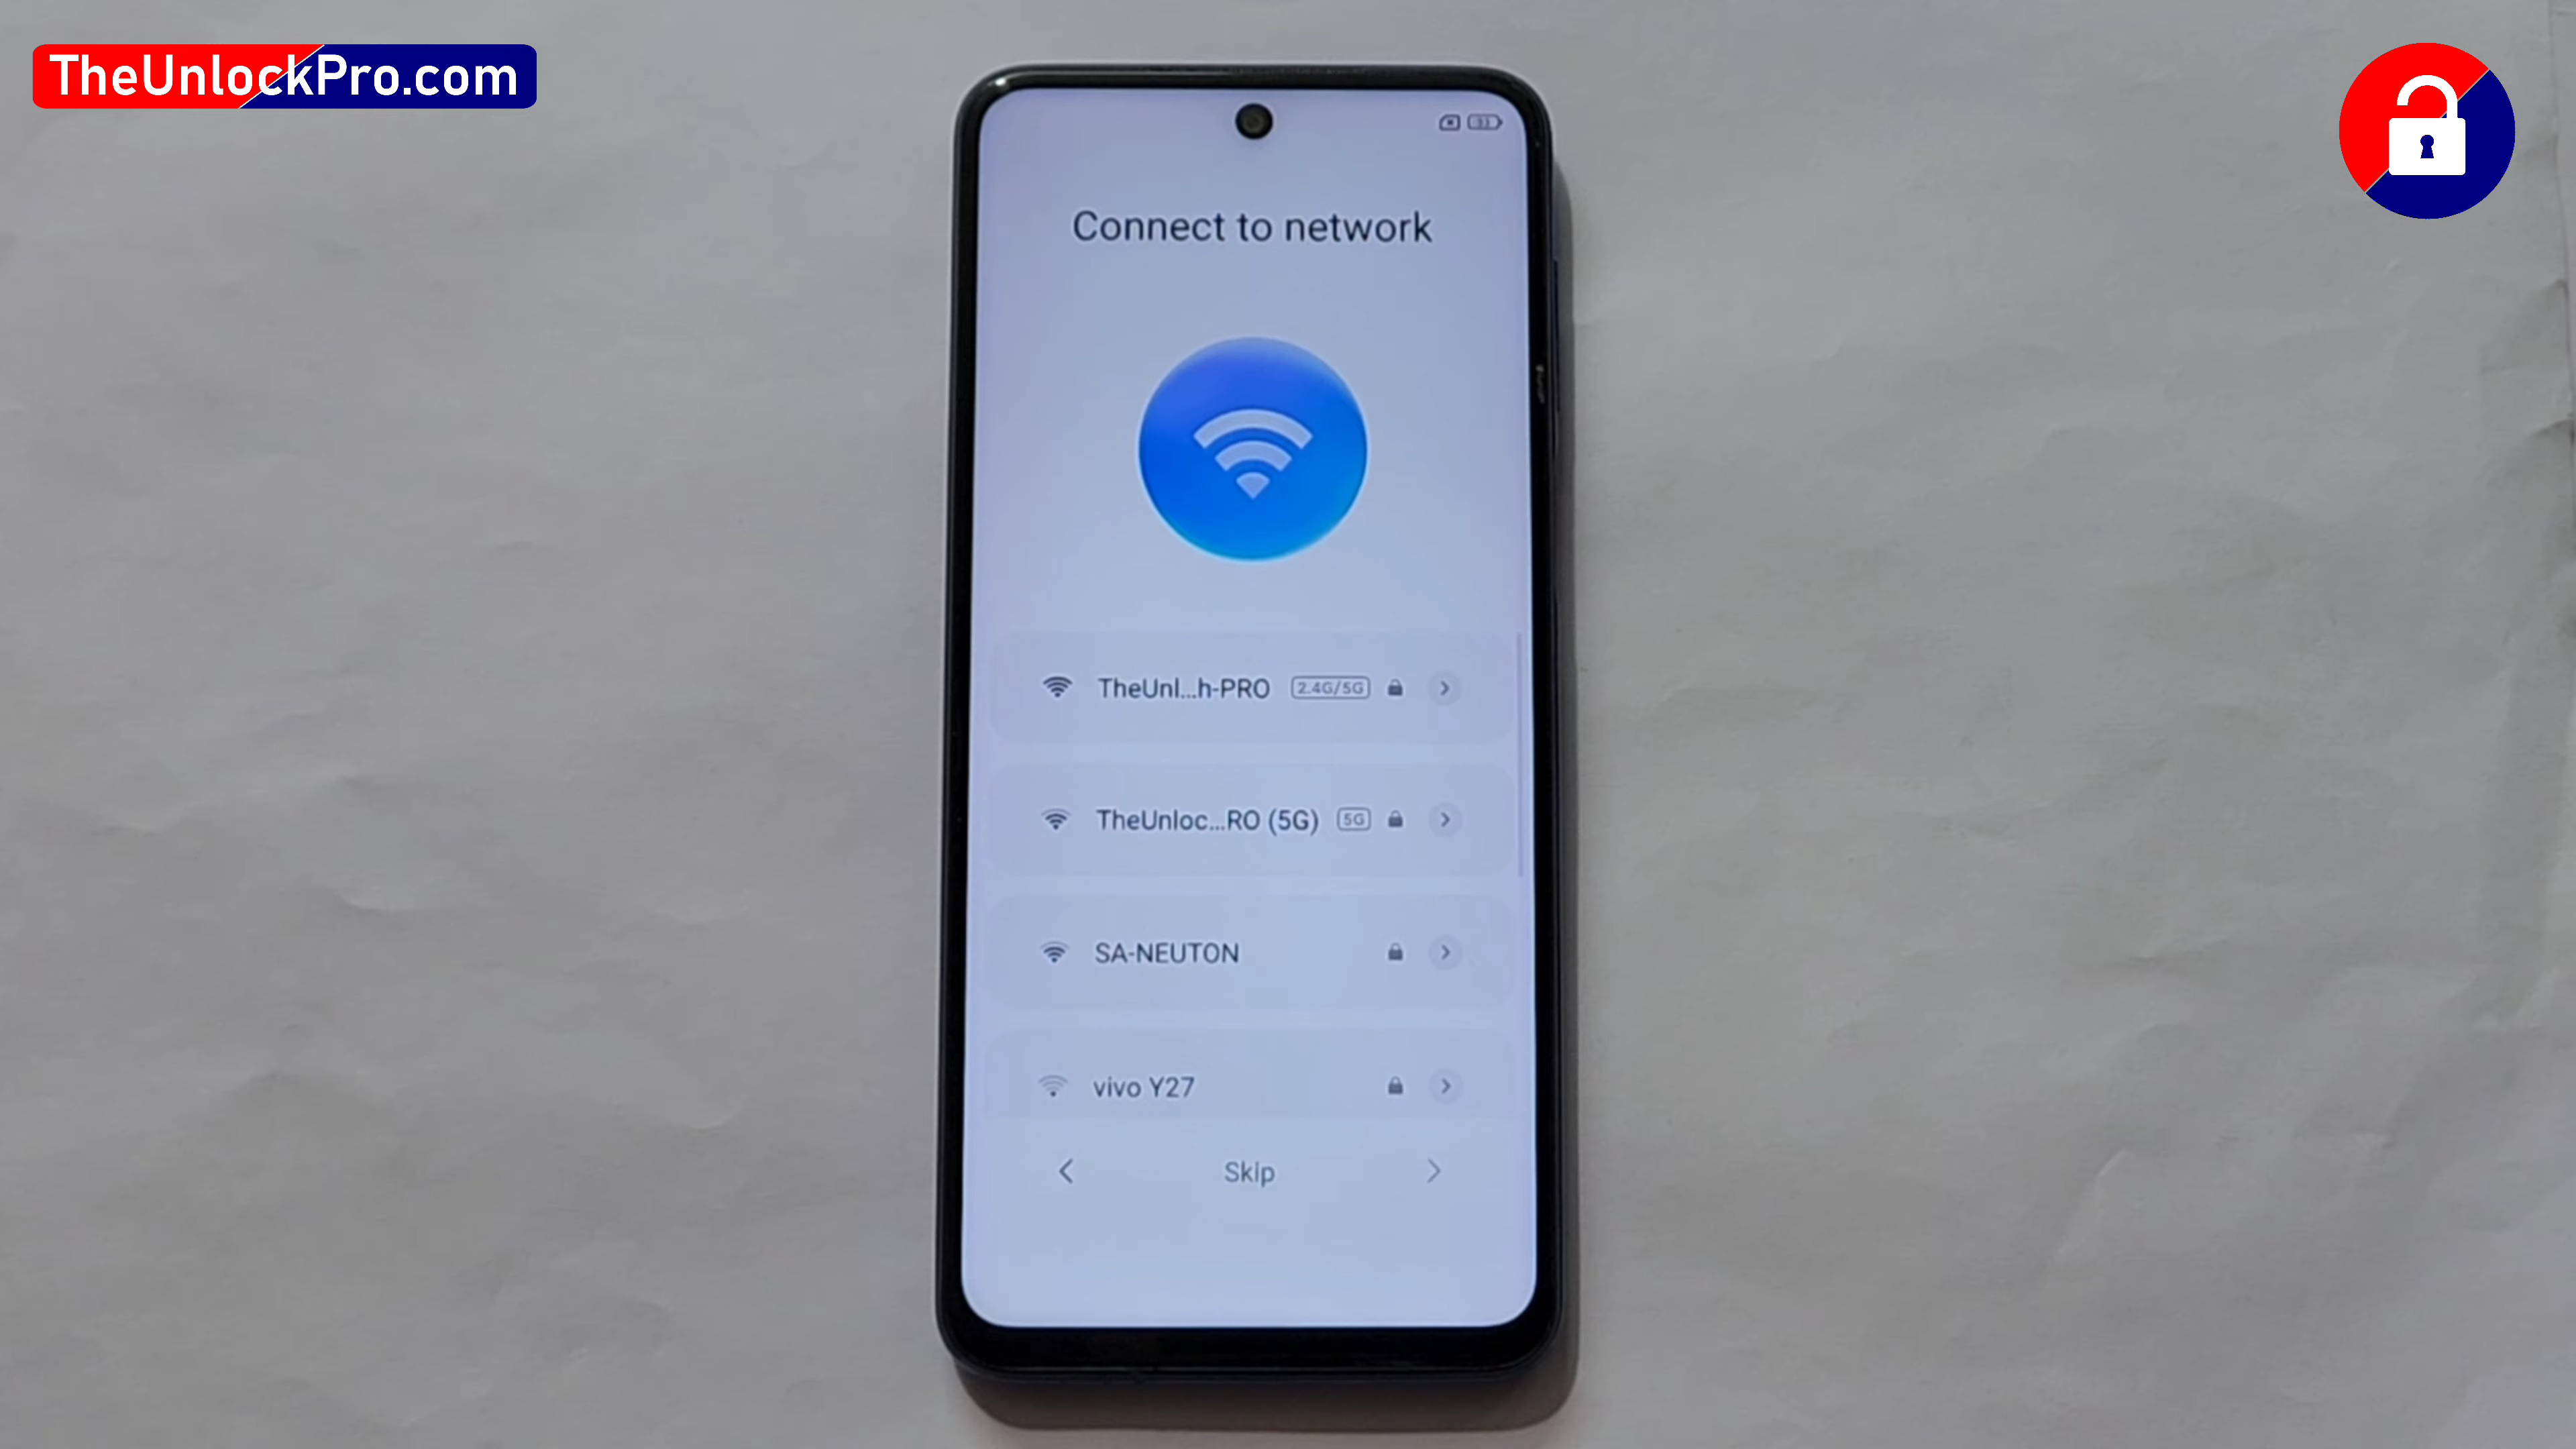 TheUnlockPro.com
Connect to network
TheUnl...h-PRO 2.4G/5G
TheUnloc...RO (5G) 5G
SA-NEUTON
vivo Y27
Skip